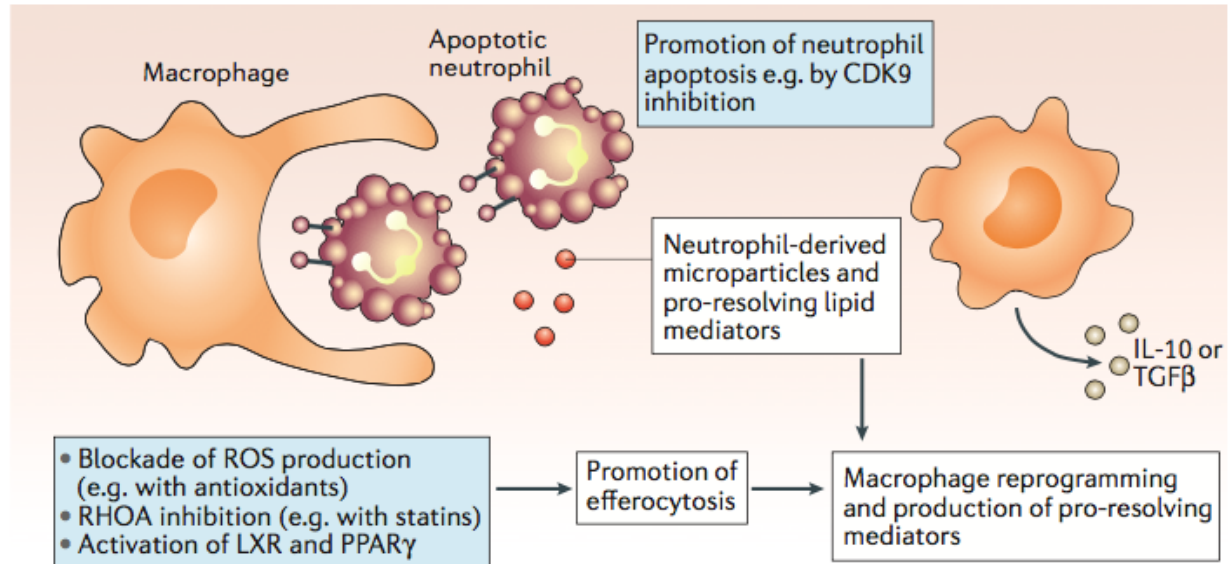 Macrophage
Apoptotic
neutrophil
Promotion of neutrophil
apoptosis e.g. by CDK9
inhibition
Neutrophil-derived
microparticles and
pro-resolving lipid
mediators
IL-10 or
TGFβ
• Blockade of ROS production
(e.g. with antioxidants)
• RHOA inhibition (e.g. with statins)
• Activation of LXR and PPARγ
Promotion of
efferocytosis
Macrophage reprogramming
and production of pro-resolving
mediators